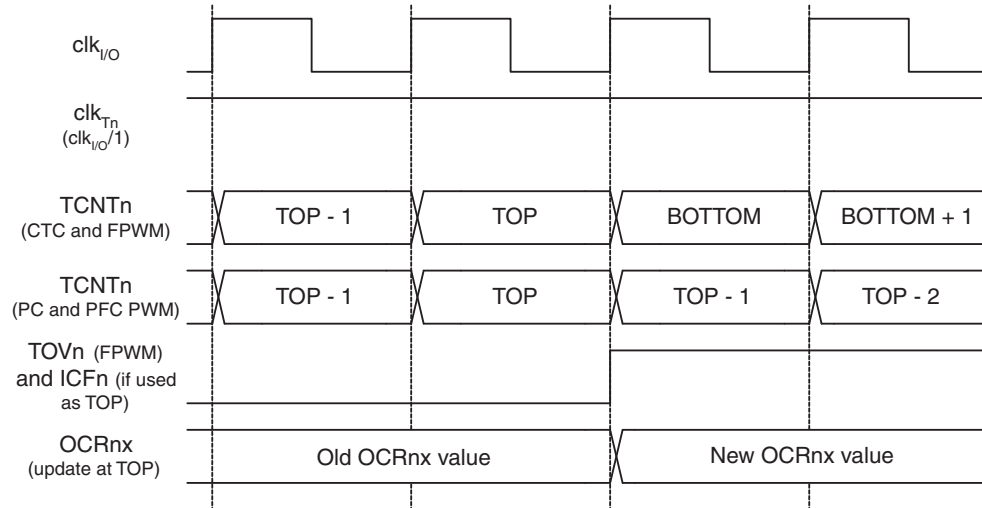 clkI/O
clkTn
(clkI/O/1)
TCNTn
(CTC and FPWM)
TOP - 1
TOP
BOTTOM
BOTTOM + 1
TCNTn
(PC and PFC PWM)
TOP - 1
TOP
TOP - 1
TOP - 2
TOVn (FPWM)
and ICFn (if used
as TOP)
OCRnx
(update at TOP)
Old OCRnx value
New OCRnx value